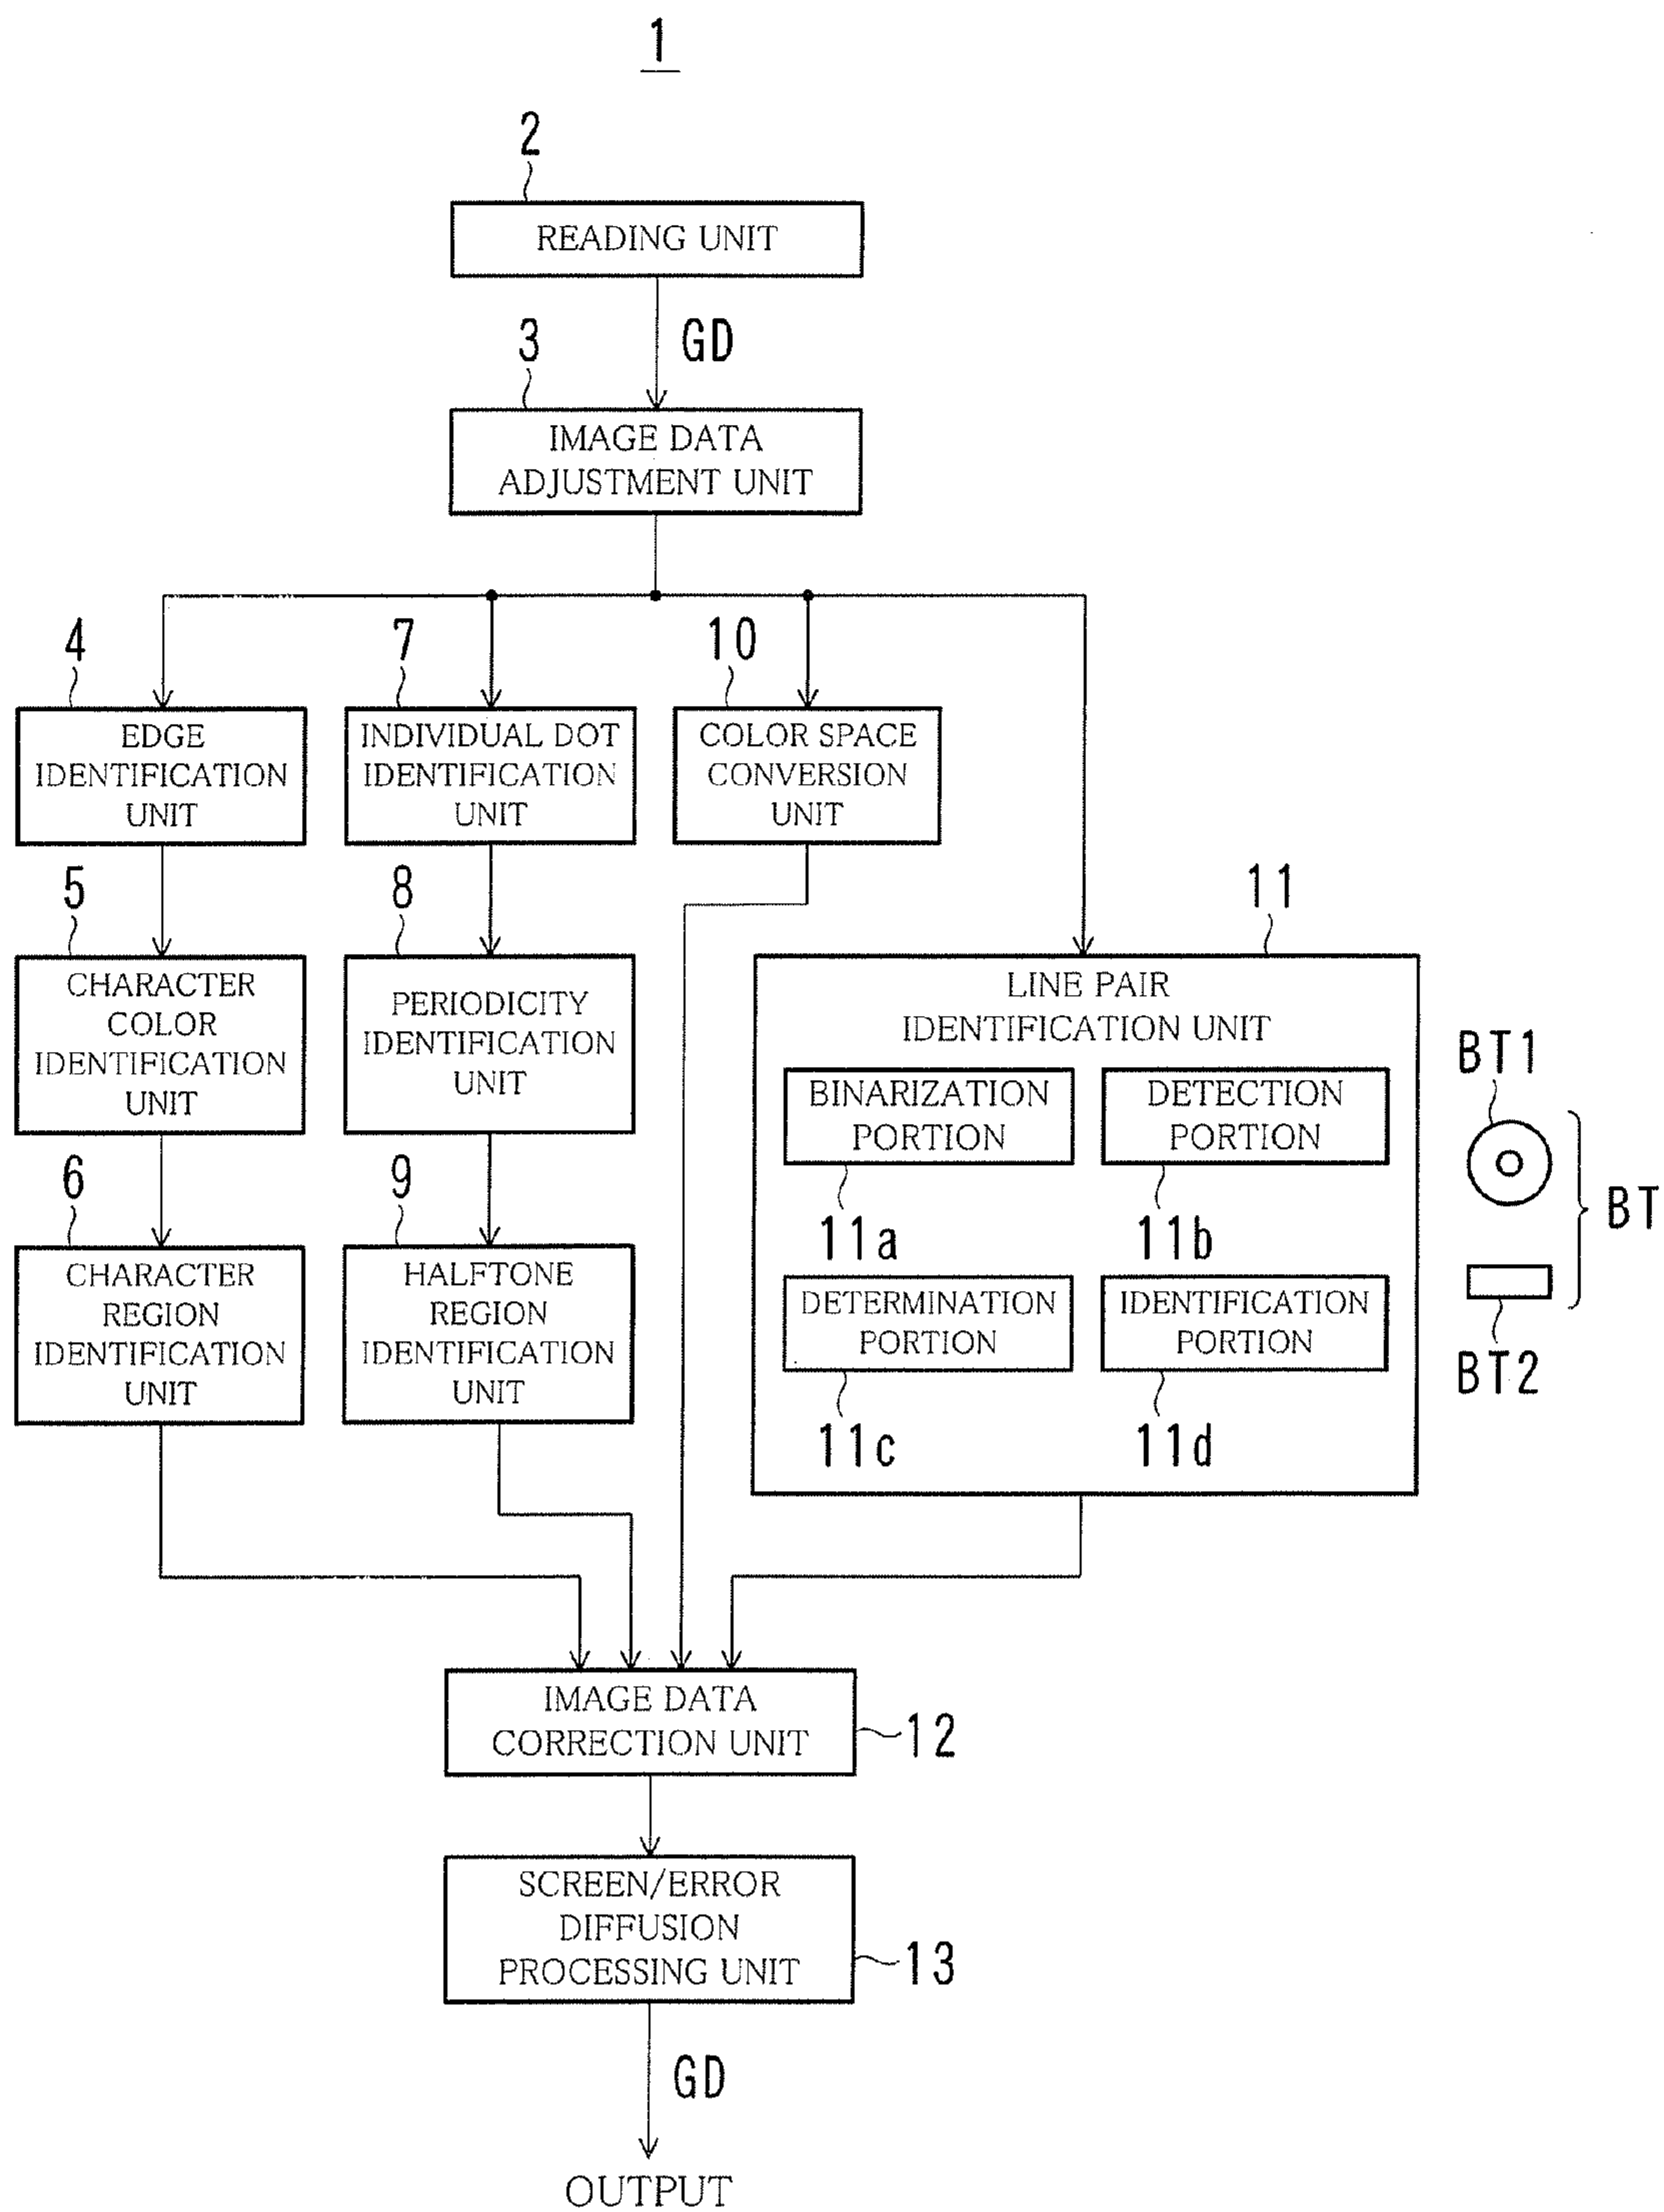 1
2
READING UNIT
3
GD
IMAGE DATA
ADJUSTMENT UNIT
4
7
10
EDGE
IDENTIFICATION
UNIT
INDIVIDUAL DOT
IDENTIFICATION
UNIT
COLOR SPACE
CONVERSION
UNIT
5
8
11
CHARACTER
COLOR
IDENTIFICATION
UNIT
PERIODICITY
IDENTIFICATION
UNIT
LINE PAIR
IDENTIFICATION UNIT
BINARIZATION
PORTION
11a
DETECTION
PORTION
11b
DETERMINATION
PORTION
11c
IDENTIFICATION
PORTION
11d
BT1
BT
BT2
6
9
CHARACTER
REGION
IDENTIFICATION
UNIT
HALFTONE
REGION
IDENTIFICATION
UNIT
IMAGE DATA
CORRECTION UNIT
12
SCREEN/ERROR
DIFFUSION
PROCESSING UNIT
13
GD
OUTPUT